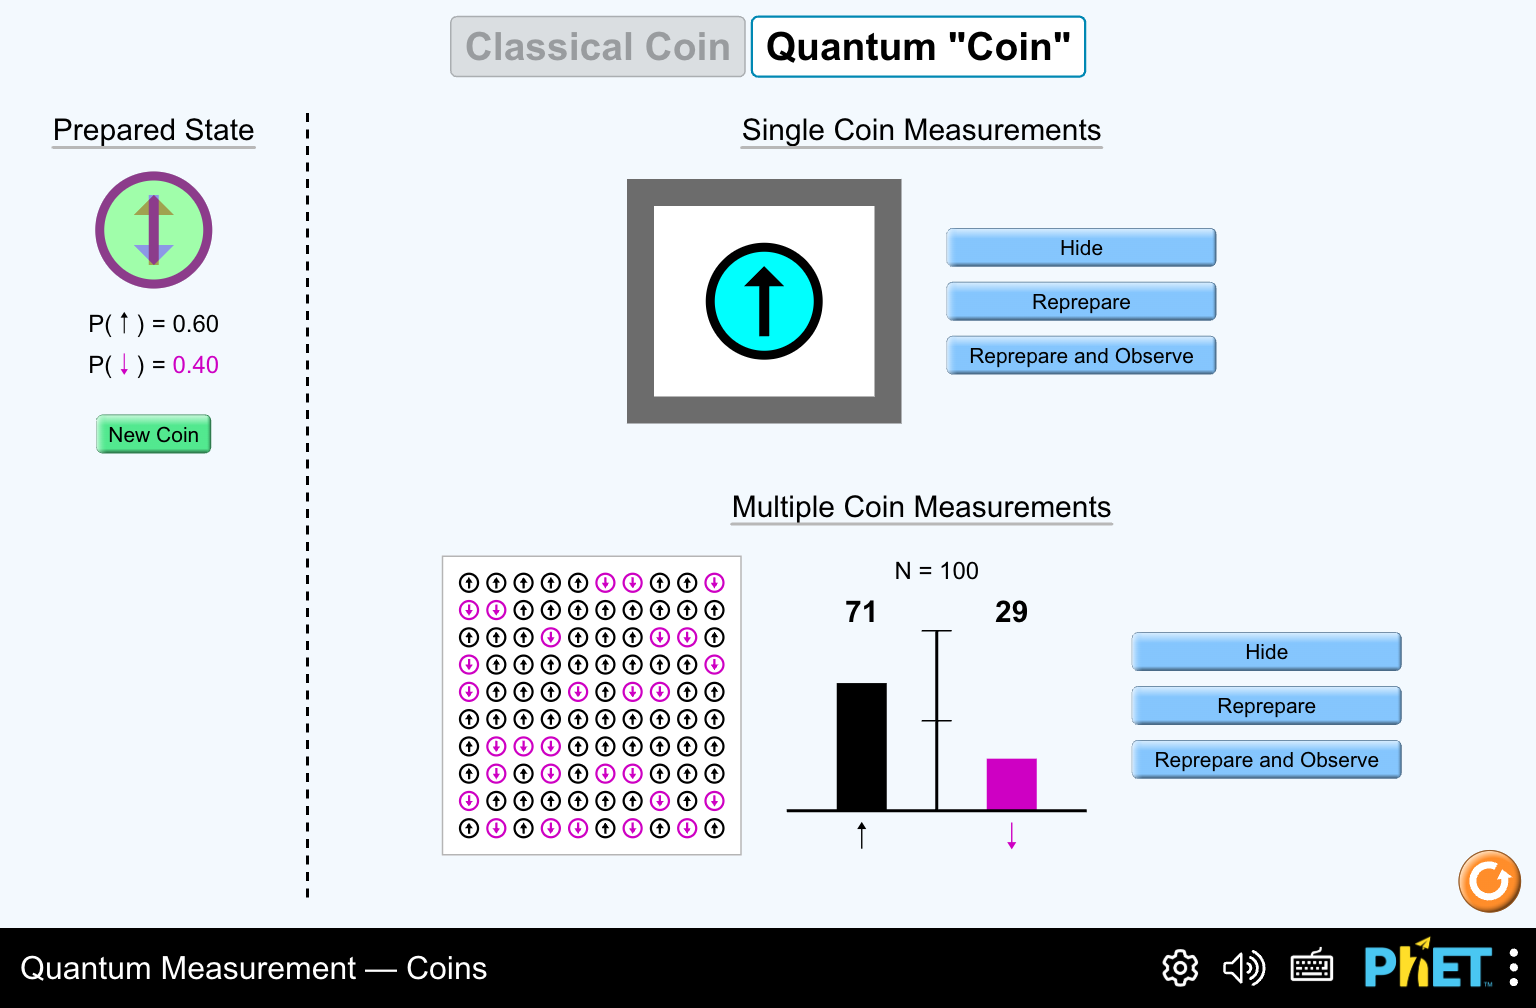 Classical Coin
Quantum "Coin"
Prepared State
P( ↑ ) = 0.60
P( ↓ ) = 0.40
New Coin
Single Coin Measurements
Hide
Reprepare
Reprepare and Observe
Multiple Coin Measurements
N = 100
71
29
Hide
Reprepare
Reprepare and Observe
Quantum Measurement — Coins
PhET™